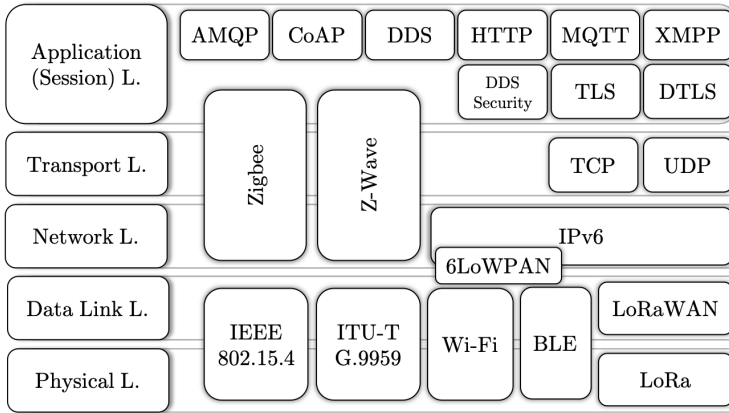 Application
(Session) L.
AMQP
CoAP
DDS
HTTP
MQTT
XMPP
DDS
Security
TLS
DTLS
Zigbee
Z-Wave
Transport L.
TCP
UDP
Network L.
IPv6
6LoWPAN
Data Link L.
IEEE
802.15.4
ITU-T
G.9959
Wi-Fi
BLE
LoRaWAN
Physical L.
LoRa